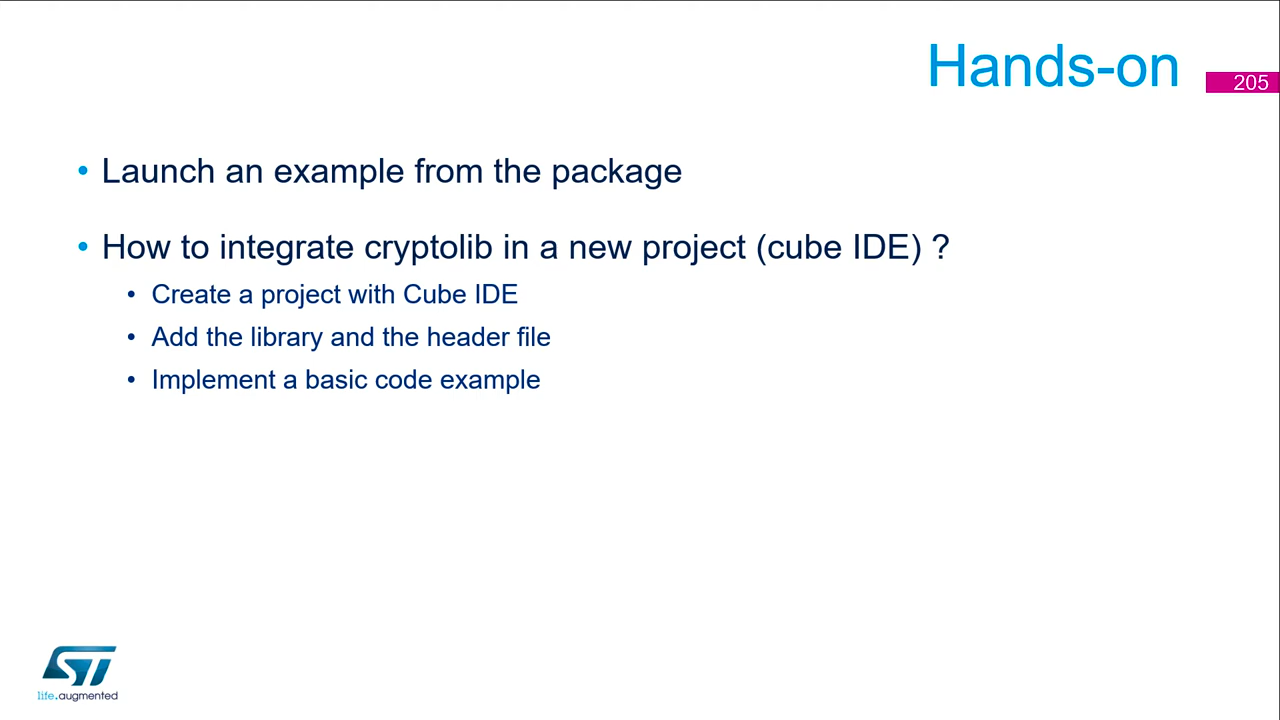 Hands-on
205
• Launch an example from the package
• How to integrate cryptolib in a new project (cube IDE) ?
• Create a project with Cube IDE
• Add the library and the header file
• Implement a basic code example
ST
life.augmented